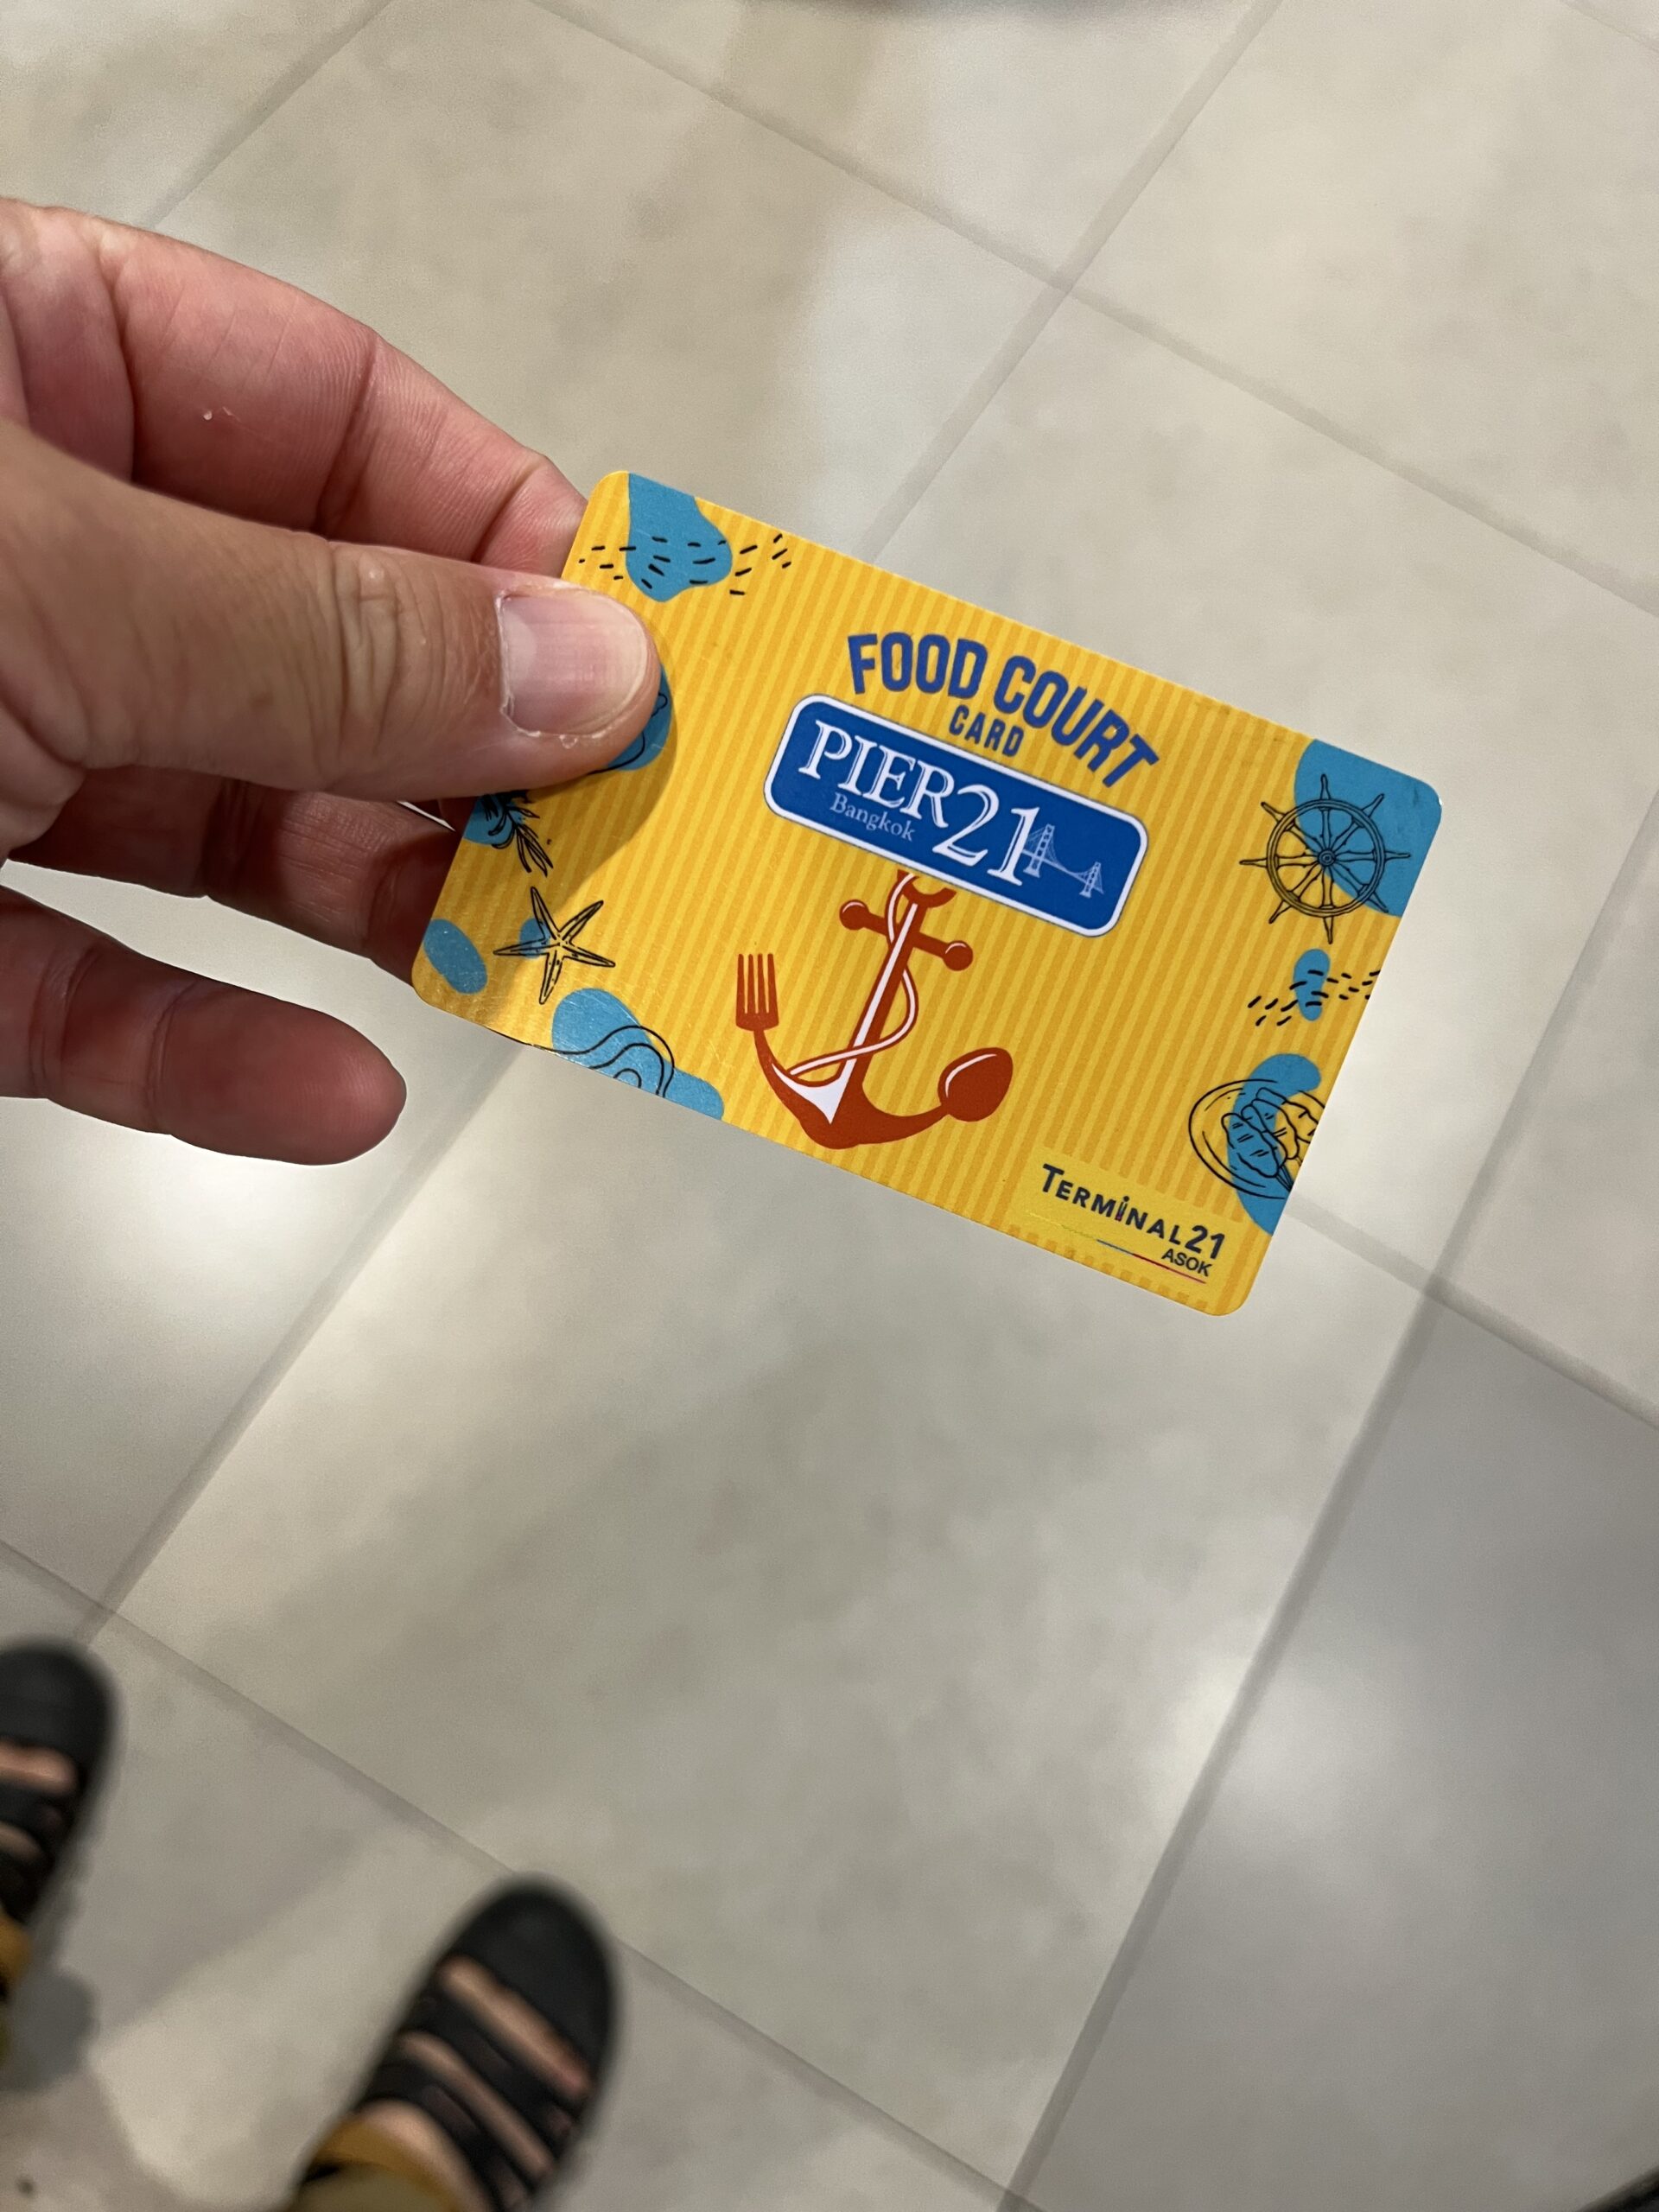 FOOD COURT
CARD
PIER21
Bangkok
TERMiNAL21
ASOK